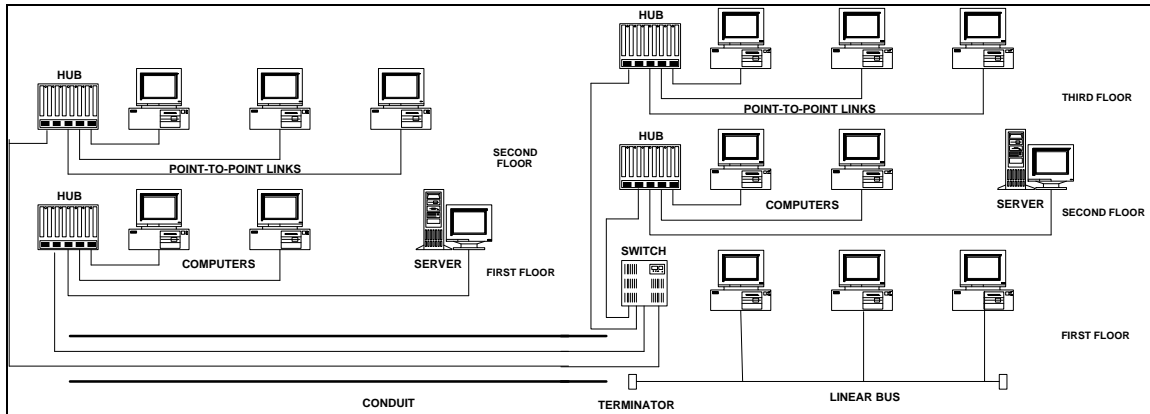 HUB
POINT-TO-POINT LINKS
SECOND
FLOOR
HUB
COMPUTERS
SERVER
FIRST FLOOR
HUB
POINT-TO-POINT LINKS
THIRD FLOOR
HUB
COMPUTERS
SERVER
SECOND FLOOR
SWITCH
FIRST FLOOR
CONDUIT
TERMINATOR
LINEAR BUS